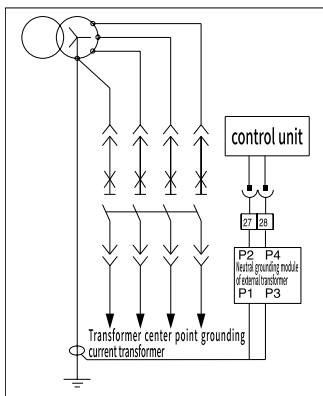 control unit
27 28
P2 P4
Neutral grounding module
of external transformer
P1 P3
Transformer center point grounding
current transformer